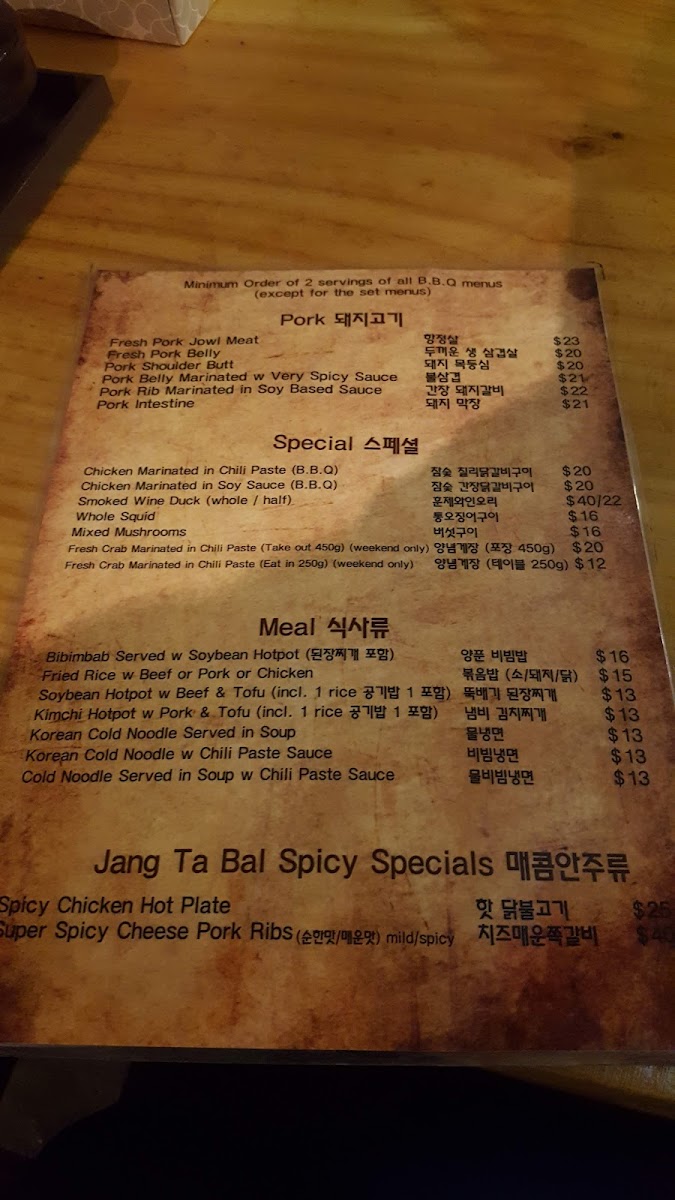 Minimum Order of 2 servings of all B.B.Q menus
(except for the set menus)
Pork 돼지고기
Fresh Pork Jowl Meat 항정살 $23
Fresh Pork Belly 두꺼운 생 삼겹살 $20
Pork Shoulder Butt 돼지 목등심 $20
Pork Belly Marinated w Very Spicy Sauce 불삼겹 $21
Pork Rib Marinated in Soy Based Sauce 간장 돼지갈비 $22
Pork Intestine 돼지 막창 $21
Special 스페셜
Chicken Marinated in Chili Paste (B.B.Q) 참숯 칠리닭갈비구이 $20
Chicken Marinated in Soy Sauce (B.B.Q) 참숯 간장닭갈비구이 $20
Smoked Wine Duck (whole / half) 훈제와인오리 $40/22
Whole Squid 통오징어구이 $16
Mixed Mushrooms 버섯구이 $16
Fresh Crab Marinated in Chili Paste (Take out 450g) (weekend only) 양념게장 (포장 450g) $20
Fresh Crab Marinated in Chili Paste (Eat in 250g) (weekend only) 양념게장 (테이블 250g) $12
Meal 식사류
Bibimbab Served w Soybean Hotpot (된장찌개 포함) 양푼 비빔밥 $16
Fried Rice w Beef or Pork or Chicken 볶음밥 (소/돼지/닭) $15
Soybean Hotpot w Beef & Tofu (incl. 1 rice 공기밥 1 포함) 뚝배기 된장찌개 $13
Kimchi Hotpot w Pork & Tofu (incl. 1 rice 공기밥 1 포함) 냄비 김치찌개 $13
Korean Cold Noodle Served in Soup 물냉면 $13
Korean Cold Noodle w Chili Paste Sauce 비빔냉면 $13
Cold Noodle Served in Soup w Chili Paste Sauce 물비빔냉면 $13
Jang Ta Bal Spicy Specials 매콤안주류
Spicy Chicken Hot Plate 핫 닭불고기 $25
Super Spicy Cheese Pork Ribs (순한맛/매운맛) mild/spicy 치즈매운쪽갈비 $40